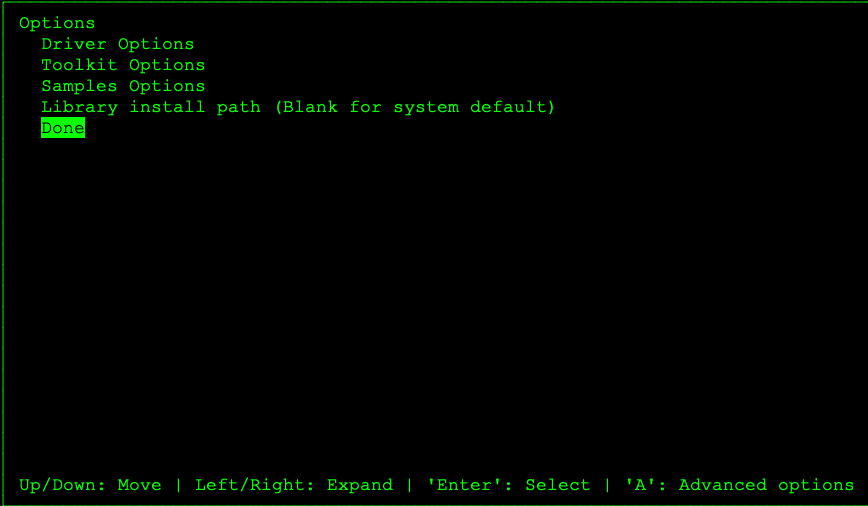 Options
Driver Options
Toolkit Options
Samples Options
Library install path (Blank for system default)
Done
Up/Down: Move | Left/Right: Expand | 'Enter': Select | 'A': Advanced options